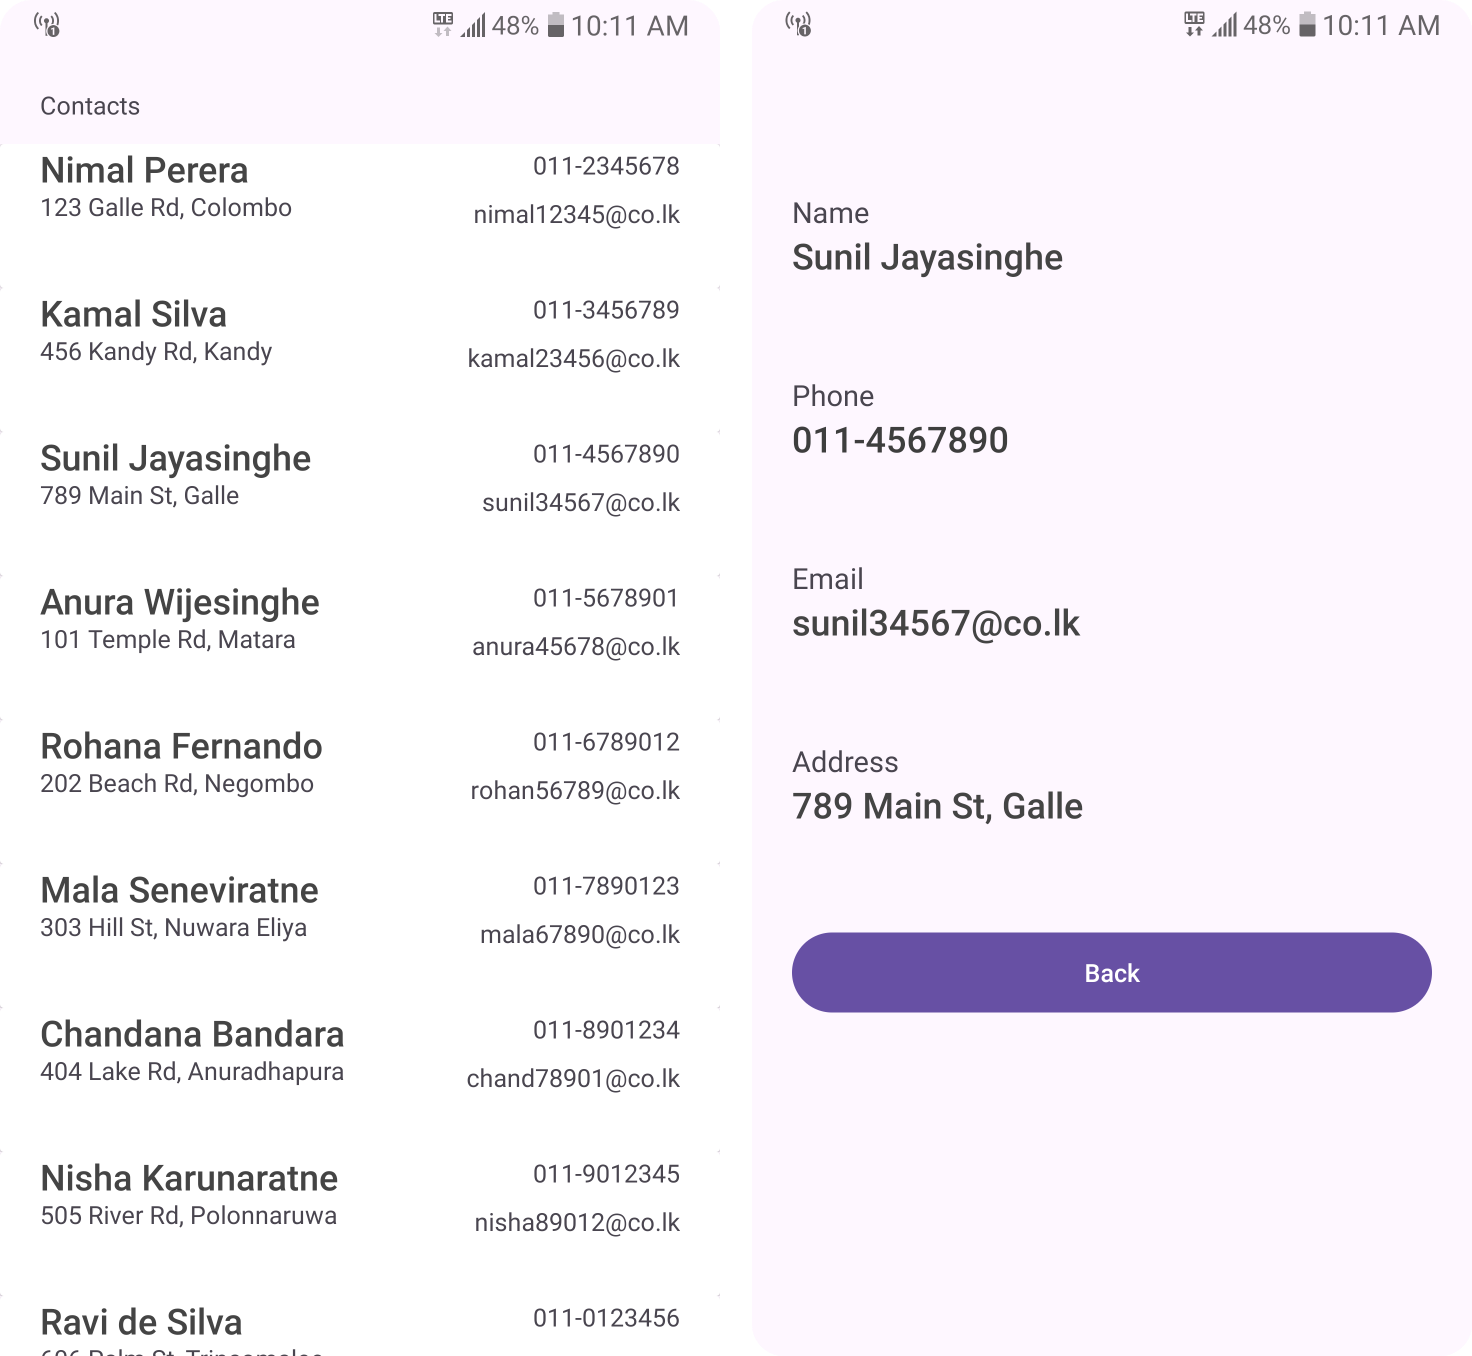 LTE 48% 10:11 AM
Contacts
Nimal Perera
011-2345678
123 Galle Rd, Colombo
nimal12345@co.lk
Kamal Silva
011-3456789
456 Kandy Rd, Kandy
kamal23456@co.lk
Sunil Jayasinghe
011-4567890
789 Main St, Galle
sunil34567@co.lk
Anura Wijesinghe
011-5678901
101 Temple Rd, Matara
anura45678@co.lk
Rohana Fernando
011-6789012
202 Beach Rd, Negombo
rohan56789@co.lk
Mala Seneviratne
011-7890123
303 Hill St, Nuwara Eliya
mala67890@co.lk
Chandana Bandara
011-8901234
404 Lake Rd, Anuradhapura
chand78901@co.lk
Nisha Karunaratne
011-9012345
505 River Rd, Polonnaruwa
nisha89012@co.lk
Ravi de Silva
011-0123456
LTE 48% 10:11 AM
Name
Sunil Jayasinghe
Phone
011-4567890
Email
sunil34567@co.lk
Address
789 Main St, Galle
Back